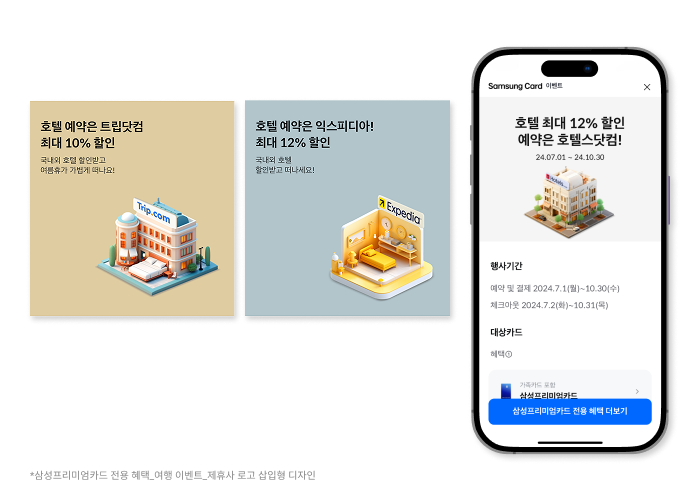 호텔 예약은 트립닷컴
최대 10% 할인
국내외 호텔 할인받고
여름휴가 가볍게 떠나요!
Trip.com
호텔 예약은 익스피디아!
최대 12% 할인
국내외 호텔
할인받고 떠나세요!
Expedia
Samsung Card 이벤트
호텔 최대 12% 할인
예약은 호텔스닷컴!
24.07.01 ~ 24.10.30
Hotels
행사기간
예약 및 결제 2024.7.1(월)~10.30(수)
체크아웃 2024.7.2(화)~10.31(목)
대상카드
혜택
가족카드 포함
삼성프리미엄카드
삼성프리미엄카드 전용 혜택 더보기
*삼성프리미엄카드 전용 혜택_여행 이벤트_제휴사 로고 삽입형 디자인